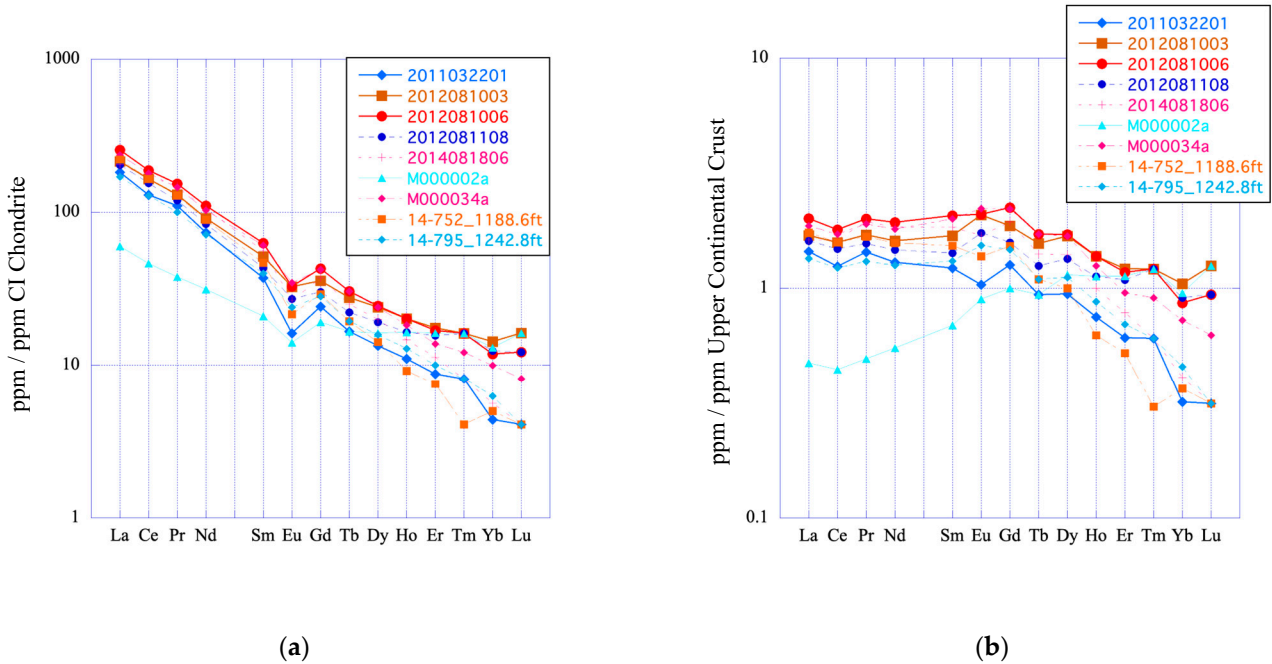 ppm / ppm CI Chondrite
1000
100
10
1
2011032201
2012081003
2012081006
2012081108
2014081806
M000002a
M000034a
14-752_1188.6ft
14-795_1242.8ft
La Ce Pr Nd Sm Eu Gd Tb Dy Ho Er Tm Yb Lu
(a)
ppm / ppm Upper Continental Crust
10
1
0.1
2011032201
2012081003
2012081006
2012081108
2014081806
M000002a
M000034a
14-752_1188.6ft
14-795_1242.8ft
La Ce Pr Nd Sm Eu Gd Tb Dy Ho Er Tm Yb Lu
(b)